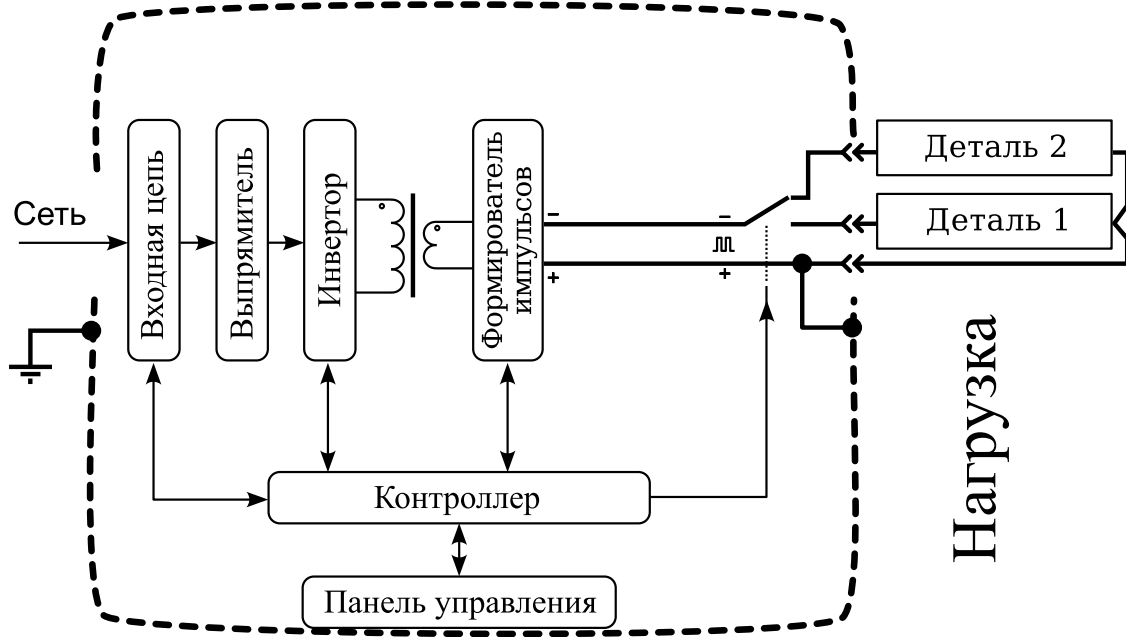 Сеть
Входная цепь
Выпрямитель
Инвертор
Формирователь
импульсов
–
+
–
+
Деталь 2
Деталь 1
Нагрузка
Контроллер
Панель управления